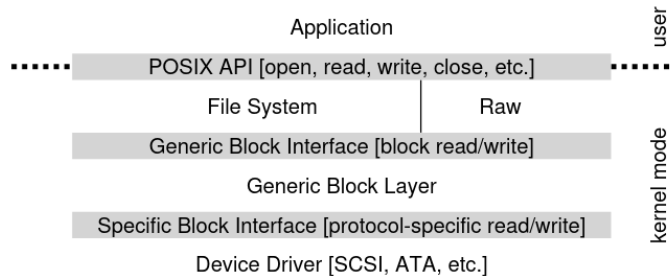 Application
user
POSIX API [open, read, write, close, etc.]
File System
Raw
Generic Block Interface [block read/write]
Generic Block Layer
kernel mode
Specific Block Interface [protocol-specific read/write]
Device Driver [SCSI, ATA, etc.]